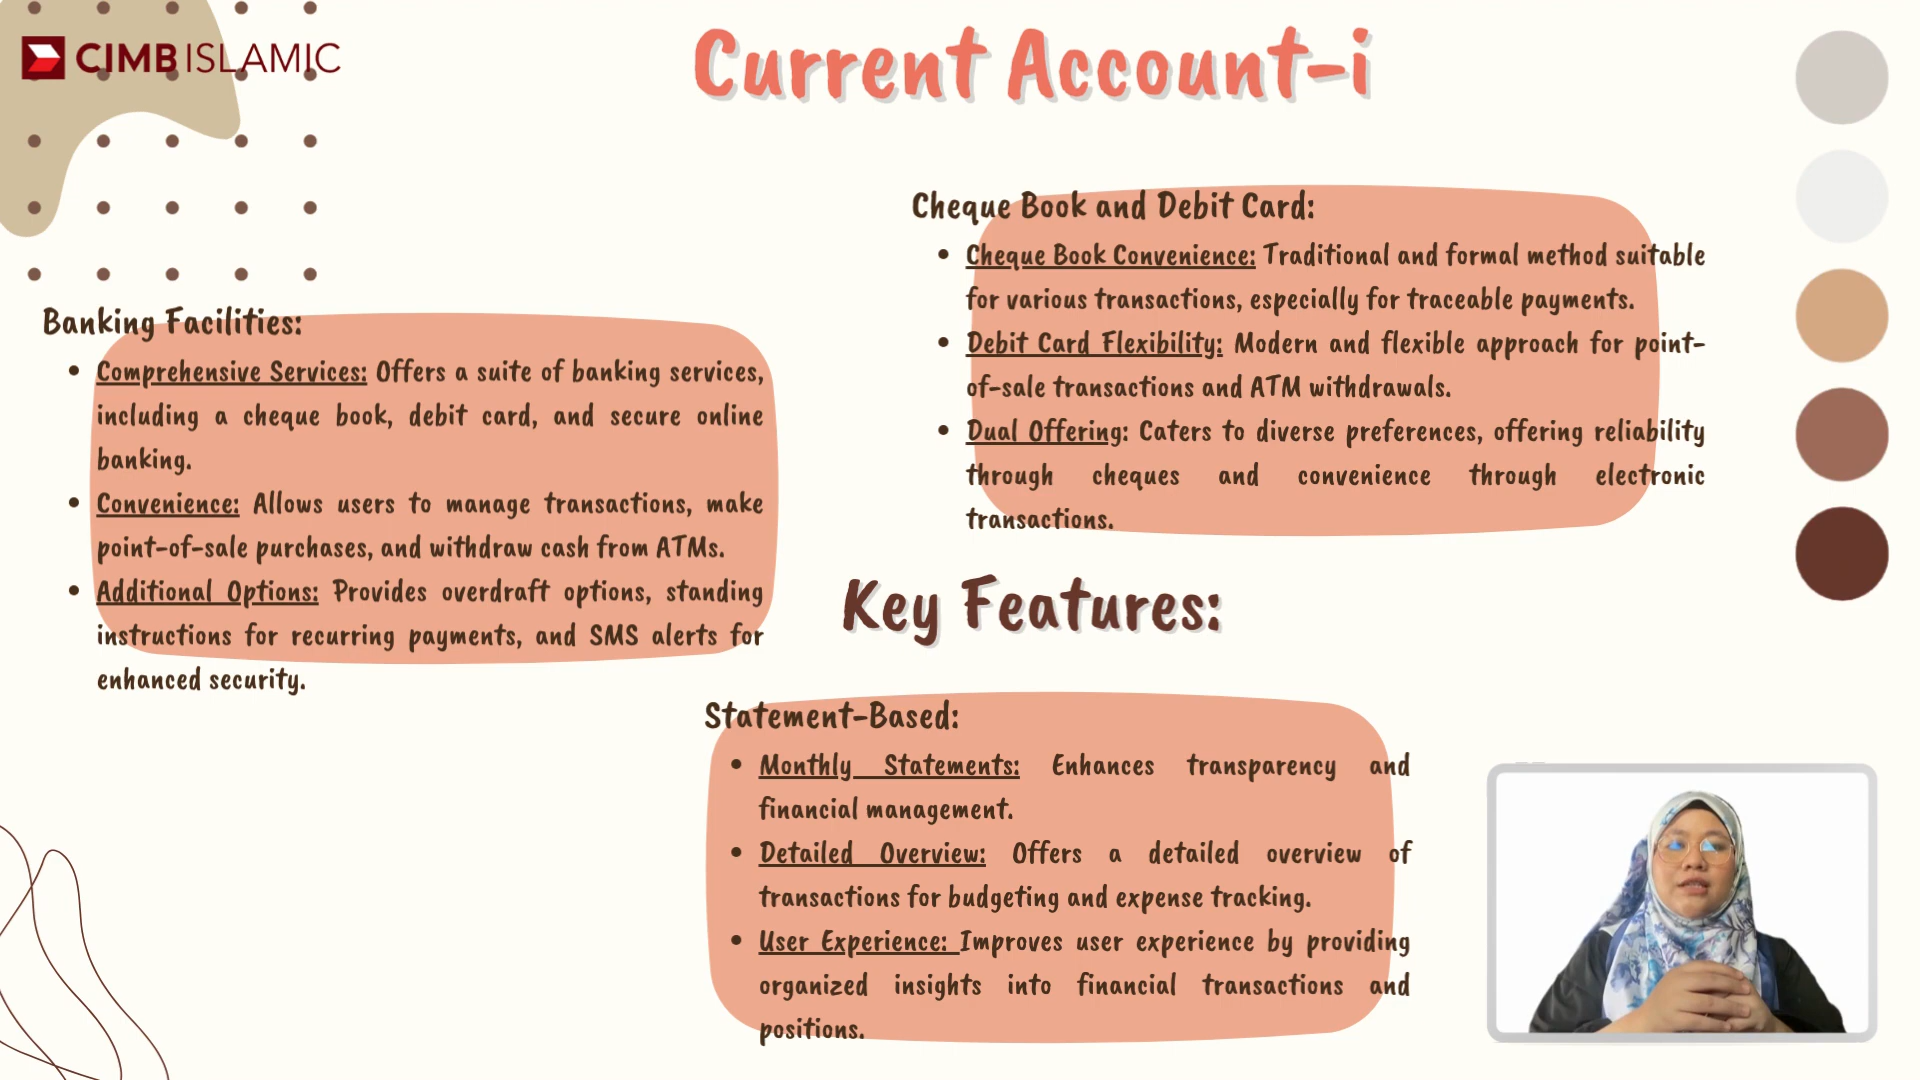 CIMB ISLAMIC
Current Account-i
Banking Facilities:
• Comprehensive Services: Offers a suite of banking services,
including a cheque book, debit card, and secure online
banking.
• Convenience: Allows users to manage transactions, make
point-of-sale purchases, and withdraw cash from ATMs.
• Additional Options: Provides overdraft options, standing
instructions for recurring payments, and SMS alerts for
enhanced security.
Cheque Book and Debit Card:
• Cheque Book Convenience: Traditional and formal method suitable
for various transactions, especially for traceable payments.
• Debit Card Flexibility: Modern and flexible approach for point-
of-sale transactions and ATM withdrawals.
• Dual Offering: Caters to diverse preferences, offering reliability
through cheques and convenience through electronic
transactions.
Key Features:
Statement-Based:
• Monthly Statements: Enhances transparency and
financial management.
• Detailed Overview: Offers a detailed overview of
transactions for budgeting and expense tracking.
• User Experience: Improves user experience by providing
organized insights into financial transactions and
positions.